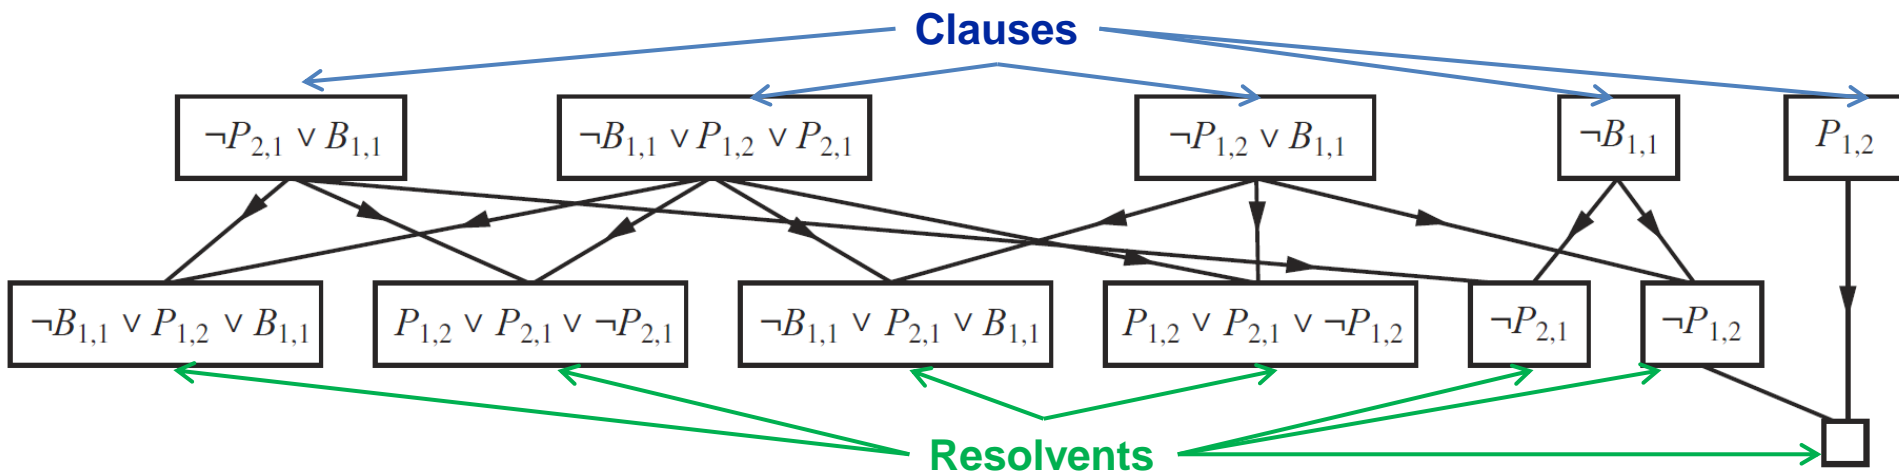 Clauses
¬P₂,₁ ∨ B₁,₁ ¬B₁,₁ ∨ P₁,₂ ∨ P₂,₁ ¬P₁,₂ ∨ B₁,₁ ¬B₁,₁ P₁,₂
¬B₁,₁ ∨ P₁,₂ ∨ B₁,₁ P₁,₂ ∨ P₂,₁ ∨ ¬P₂,₁ ¬B₁,₁ ∨ P₂,₁ ∨ B₁,₁ P₁,₂ ∨ P₂,₁ ∨ ¬P₁,₂ ¬P₂,₁ ¬P₁,₂
Resolvents